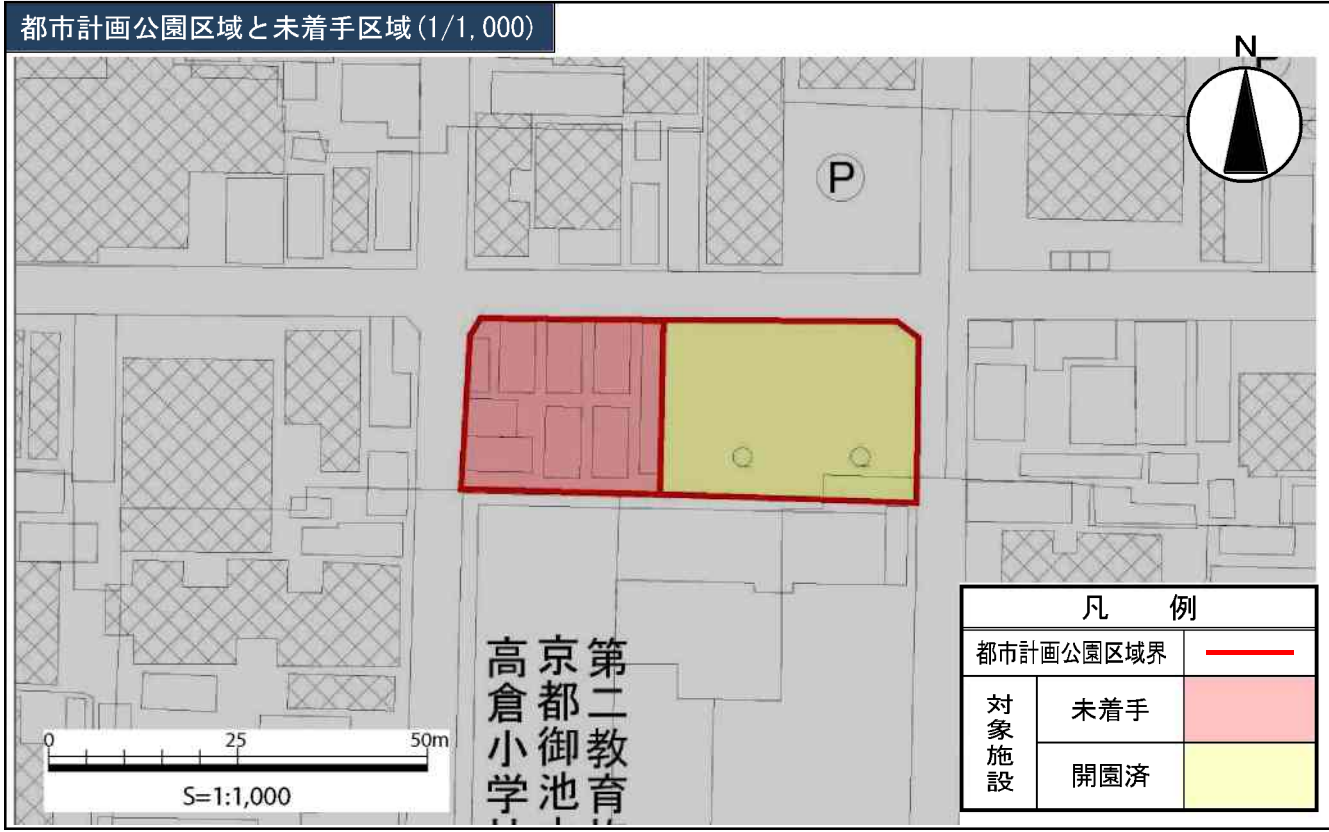 都市計画公園区域と未着手区域(1/1,000)
N
P
第二教育
京都御池
高倉小学
0 25 50m
S=1:1,000
凡 例
都市計画公園区域界
対象施設
未着手
開園済